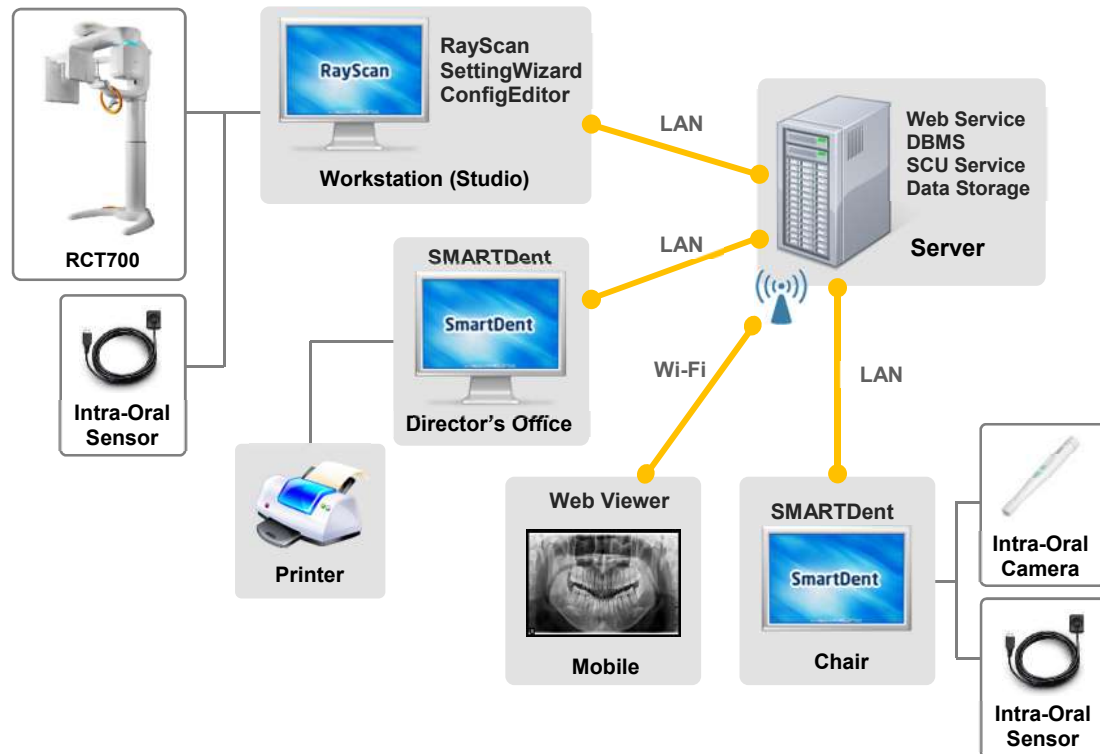 RCT700
Intra-Oral
Sensor
RayScan
RayScan
SettingWizard
ConfigEditor
Workstation (Studio)
LAN
Web Service
DBMS
SCU Service
Data Storage
Server
SMARTDent
SmartDent
Director's Office
LAN
Printer
Wi-Fi
LAN
Web Viewer
Mobile
SMARTDent
SmartDent
Chair
Intra-Oral
Camera
Intra-Oral
Sensor